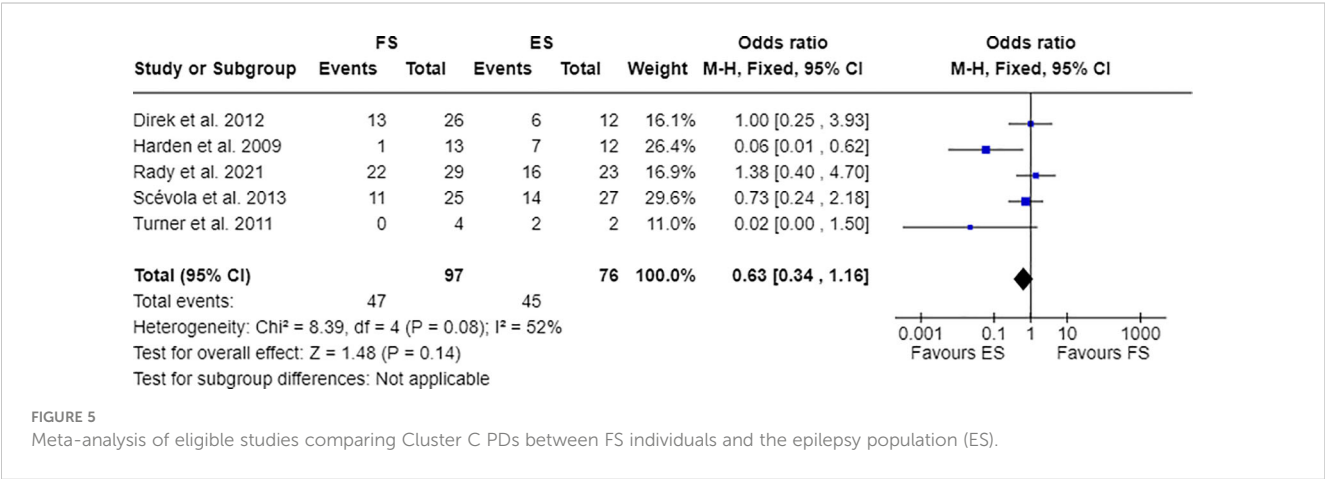 FS ES Odds ratio Odds ratio
Study or Subgroup Events Total Events Total Weight M-H, Fixed, 95% CI M-H, Fixed, 95% CI
Direk et al. 2012 13 26 6 12 16.1% 1.00 [0.25 , 3.93]
Harden et al. 2009 1 13 7 12 26.4% 0.06 [0.01 , 0.62]
Rady et al. 2021 22 29 16 23 16.9% 1.38 [0.40 , 4.70]
Scévola et al. 2013 11 25 14 27 29.6% 0.73 [0.24 , 2.18]
Turner et al. 2011 0 4 2 2 11.0% 0.02 [0.00 , 1.50]
Total (95% CI) 97 76 100.0% 0.63 [0.34 , 1.16]
Total events: 47 45
Heterogeneity: Chi² = 8.39, df = 4 (P = 0.08); I² = 52%
Test for overall effect: Z = 1.48 (P = 0.14)
Test for subgroup differences: Not applicable
0.001 0.1 1 10 1000
Favours ES Favours FS
FIGURE 5
Meta-analysis of eligible studies comparing Cluster C PDs between FS individuals and the epilepsy population (ES).